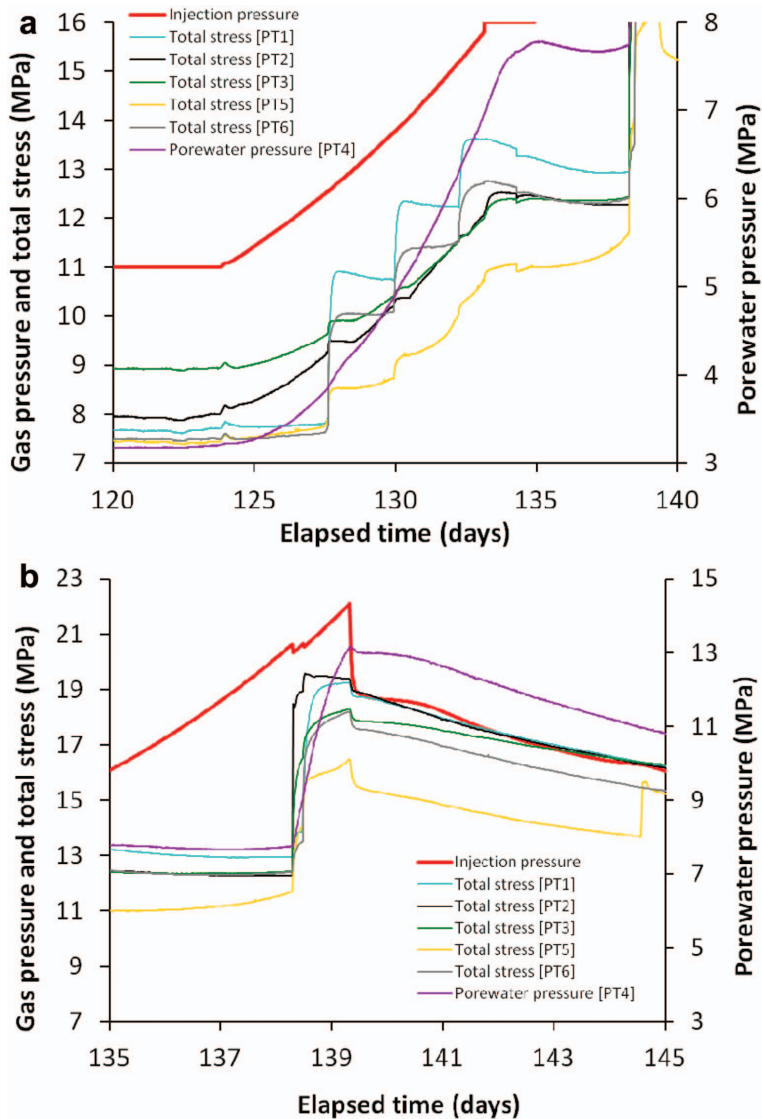 a
Injection pressure
Total stress [PT1]
Total stress [PT2]
Total stress [PT3]
Total stress [PT5]
Total stress [PT6]
Porewater pressure [PT4]
Gas pressure and total stress (MPa)
16
15
14
13
12
11
10
9
8
7
8
7
6
5
4
3
Porewater pressure (MPa)
120
125
130
135
140
Elapsed time (days)
b
Gas pressure and total stress (MPa)
23
21
19
17
16
15
13
11
9
7
15
13
11
9
7
5
3
Porewater pressure (MPa)
Injection pressure
Total stress [PT1]
Total stress [PT2]
Total stress [PT3]
Total stress [PT5]
Total stress [PT6]
Porewater pressure [PT4]
135
137
139
141
143
145
Elapsed time (days)